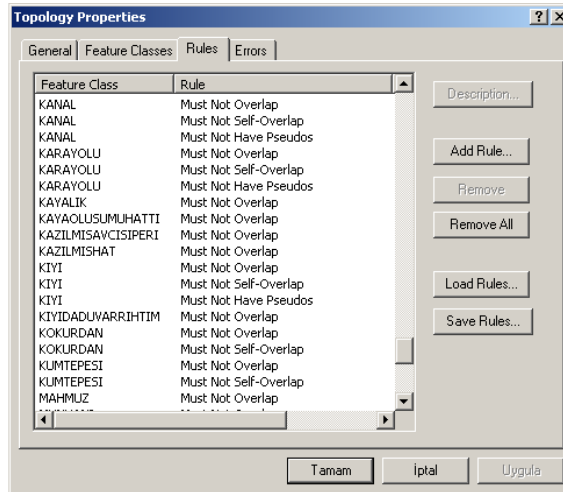 Topology Properties
General Feature Classes Rules Errors
Feature Class Rule
KANAL Must Not Overlap
KANAL Must Not Self-Overlap
KANAL Must Not Have Pseudos
KARAYOLU Must Not Overlap
KARAYOLU Must Not Self-Overlap
KARAYOLU Must Not Have Pseudos
KAYALIK Must Not Overlap
KAYAOLUSUMUHATTI Must Not Overlap
KAZILMISAVCISIPERI Must Not Overlap
KAZILMISHAT Must Not Overlap
KIYI Must Not Overlap
KIYI Must Not Self-Overlap
KIYI Must Not Have Pseudos
KIYIDADUVARRIHTIM Must Not Overlap
KOKURDAN Must Not Overlap
KOKURDAN Must Not Self-Overlap
KUMTEPESI Must Not Overlap
KUMTEPESI Must Not Self-Overlap
MAHMUZ Must Not Overlap
Description...
Add Rule...
Remove
Remove All
Load Rules...
Save Rules...
Tamam İptal Uygula